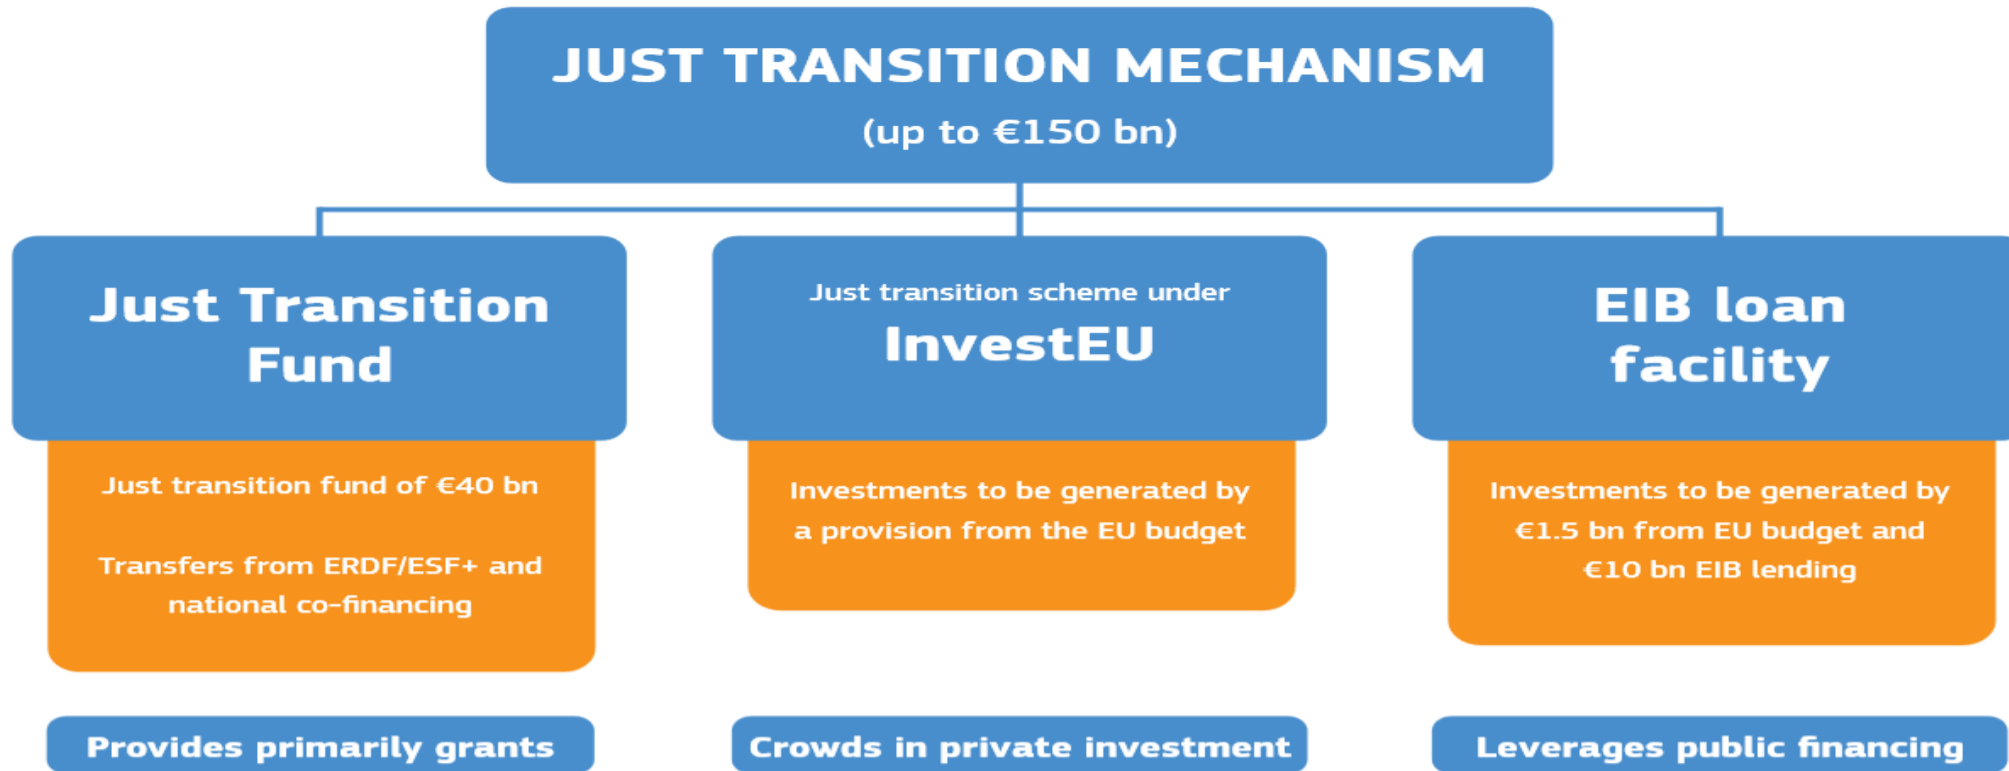 JUST TRANSITION MECHANISM
(up to €150 bn)
Just Transition
Fund
Just transition fund of €40 bn
Transfers from ERDF/ESF+ and
national co-financing
Provides primarily grants
Just transition scheme under
InvestEU
Investments to be generated by
a provision from the EU budget
Crowds in private investment
EIB loan
facility
Investments to be generated by
€1.5 bn from EU budget and
€10 bn EIB lending
Leverages public financing